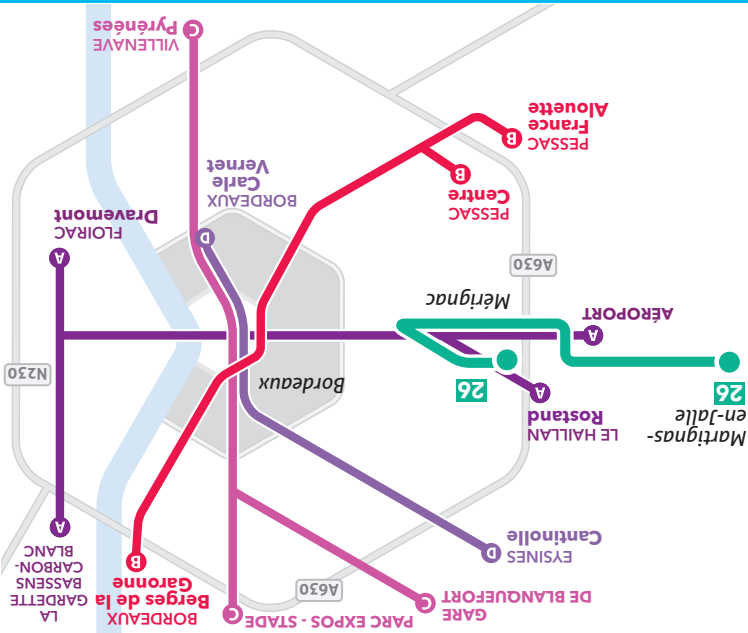 GARE
DE BLANQUEFORT
C
PARC EXPOS - STADE
C
BORDEAUX
Berges de la
Garonne
B
LA
GARDETTE
BASSENS
CARBON-
BLANC
A
A630
EYSINES
Cantinolle
D
Martignas-
en-Jalle
26
LE HAILLAN
Rostand
A
26
Bordeaux
N230
AÉROPORT
A
Mérignac
A630
PESSAC
Centre
B
PESSAC
France
Alouette
B
D
BORDEAUX
Carle
Vernet
A
FLOIRAC
Dravemont
C
VILLENAVE
Pyrénées